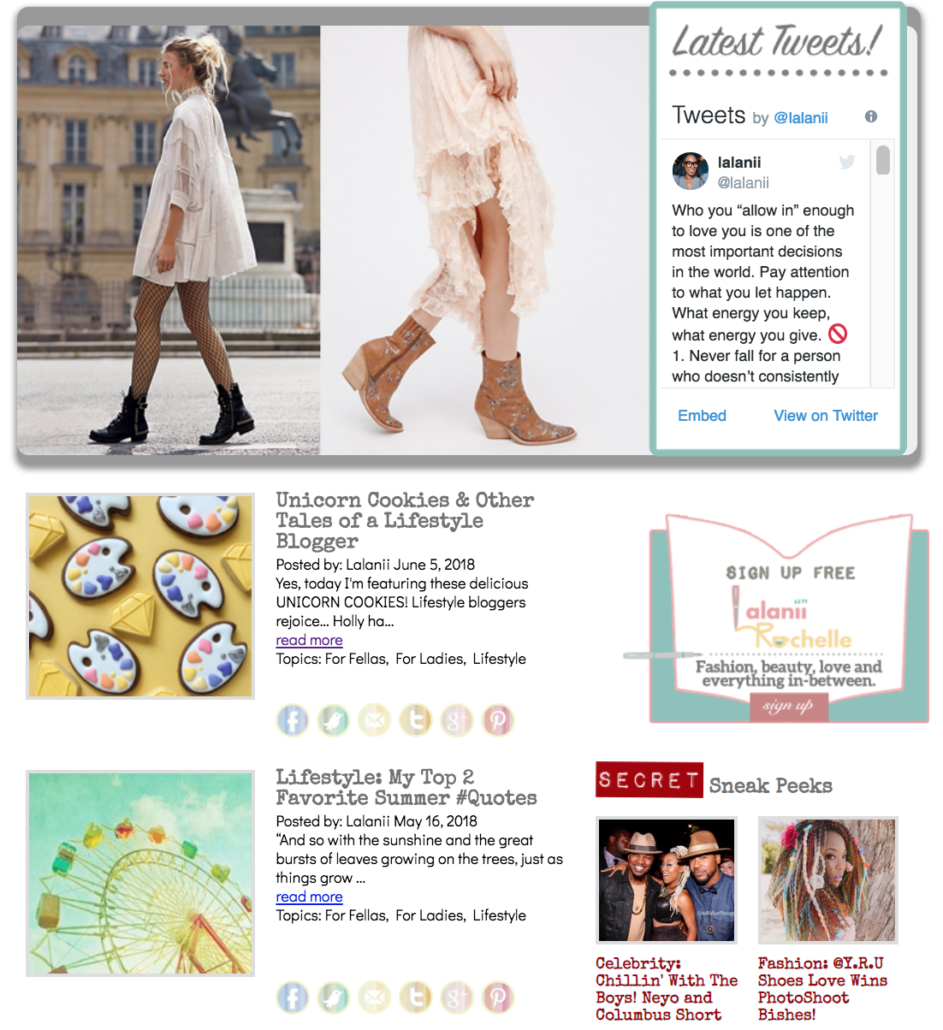 Latest Tweets!
Tweets by @lalanii
lalanii
@lalanii
Who you “allow in” enough
to love you is one of the
most important decisions
in the world. Pay attention
to what you let happen.
What energy you keep,
what energy you give. 🚫
1. Never fall for a person
who doesn’t consistently
Embed
View on Twitter
Unicorn Cookies & Other
Tales of a Lifestyle
Blogger
Posted by: Lalanii June 5, 2018
Yes, today I'm featuring these delicious
UNICORN COOKIES! Lifestyle bloggers
rejoice... Holly ha...
read more
Topics: For Fellas, For Ladies, Lifestyle
SIGN UP FREE
Lalanii
Rochelle
Fashion, beauty, love and
everything in-between.
sign up
Lifestyle: My Top 2
Favorite Summer #Quotes
Posted by: Lalanii May 16, 2018
“And so with the sunshine and the great
bursts of leaves growing on the trees, just as
things grow ...
read more
Topics: For Fellas, For Ladies, Lifestyle
SECRET Sneak Peeks
Celebrity:
Chillin' With The
Boys! Neyo and
Columbus Short
Fashion: @Y.R.U
Shoes Love Wins
PhotoShoot
Bishes!